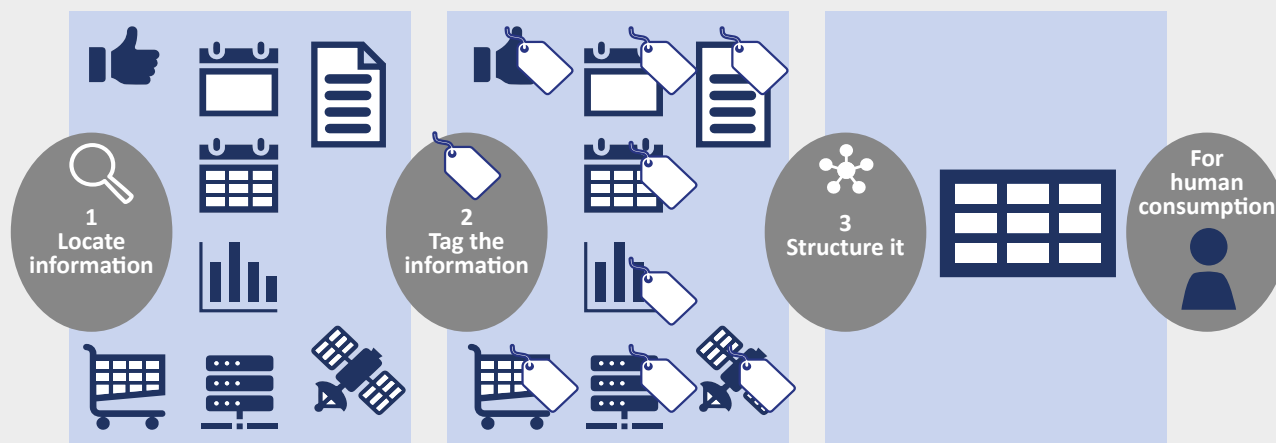 1
Locate
information
2
Tag the
information
3
Structure it
For
human
consumption